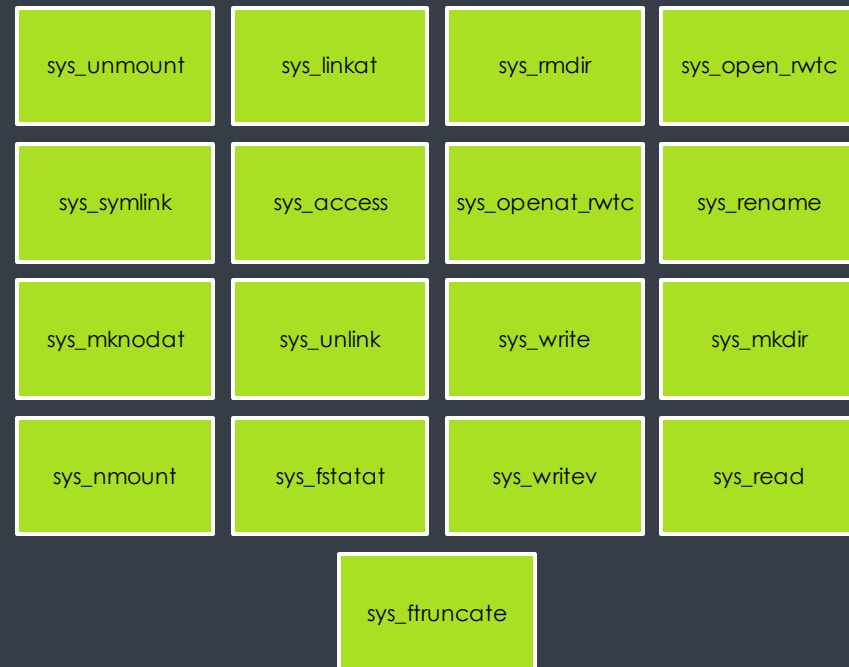 sys_unmount
sys_linkat
sys_rmdir
sys_open_rwtc
sys_symlink
sys_access
sys_openat_rwtc
sys_rename
sys_mknodat
sys_unlink
sys_write
sys_mkdir
sys_nmount
sys_fstatat
sys_writev
sys_read
sys_ftruncate